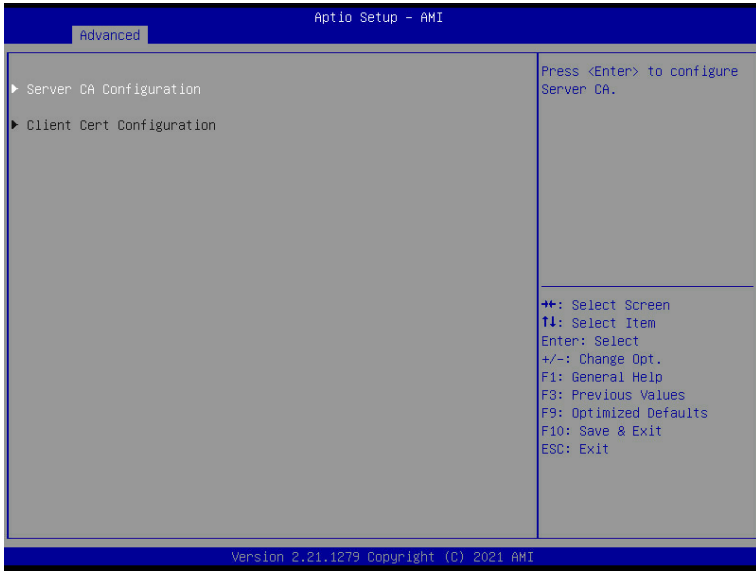 Aptio Setup – AMI
Advanced
Server CA Configuration
Client Cert Configuration
Press <Enter> to configure
Server CA.
→←: Select Screen
↑↓: Select Item
Enter: Select
+/-: Change Opt.
F1: General Help
F3: Previous Values
F9: Optimized Defaults
F10: Save & Exit
ESC: Exit
Version 2.21.1279 Copyright (C) 2021 AMI